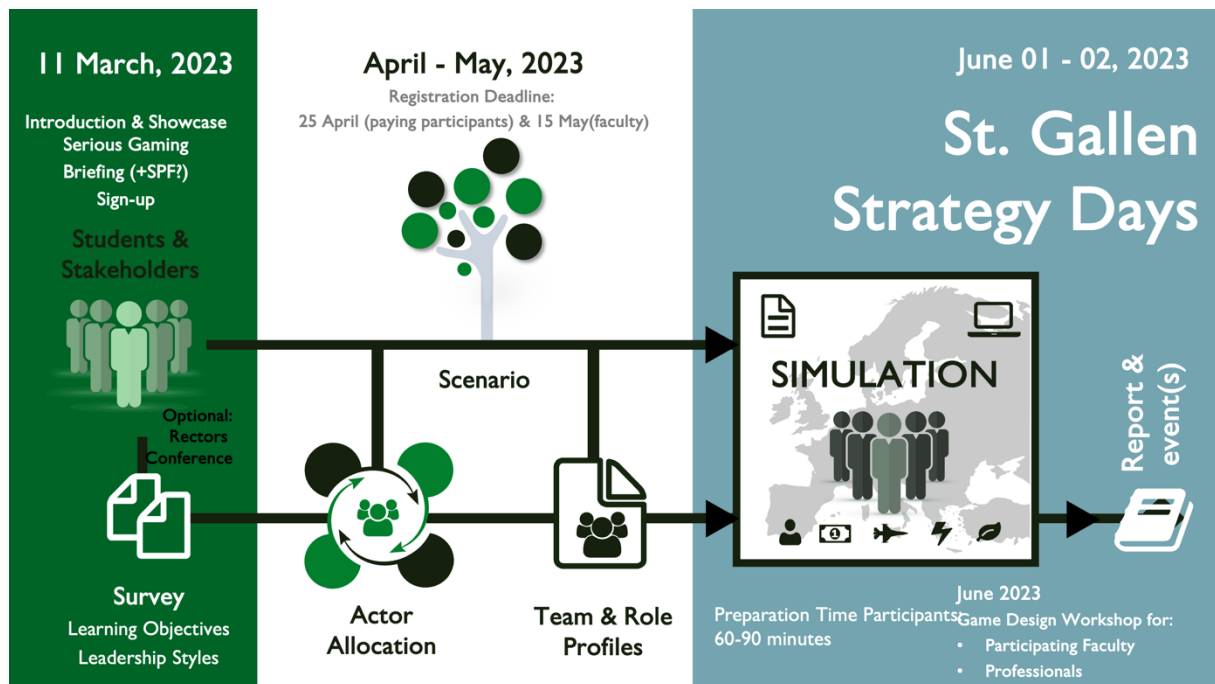 11 March, 2023
Introduction & Showcase
Serious Gaming
Briefing (+SPF?)
Sign-up
Students &
Stakeholders
Optional:
Rectors
Conference
Survey
Learning Objectives
Leadership Styles
April - May, 2023
Registration Deadline:
25 April (paying participants) & 15 May(faculty)
Scenario
Actor
Allocation
Team & Role
Profiles
June 01 - 02, 2023
St. Gallen
Strategy Days
SIMULATION
1
Report &
event(s)
Preparation Time Participants:
60-90 minutes
June 2023
Game Design Workshop for:
• Participating Faculty
• Professionals